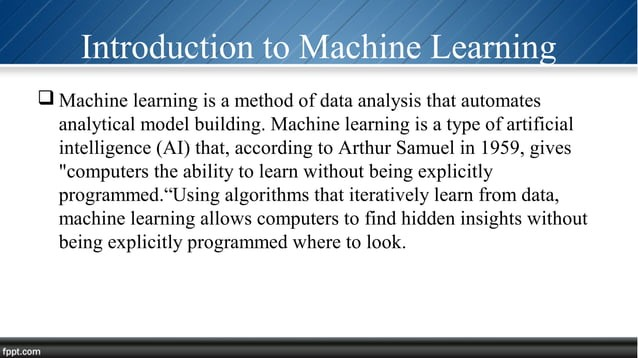 Introduction to Machine Learning
Machine learning is a method of data analysis that automates
analytical model building. Machine learning is a type of artificial
intelligence (AI) that, according to Arthur Samuel in 1959, gives
"computers the ability to learn without being explicitly
programmed.“Using algorithms that iteratively learn from data,
machine learning allows computers to find hidden insights without
being explicitly programmed where to look.
fppt.com